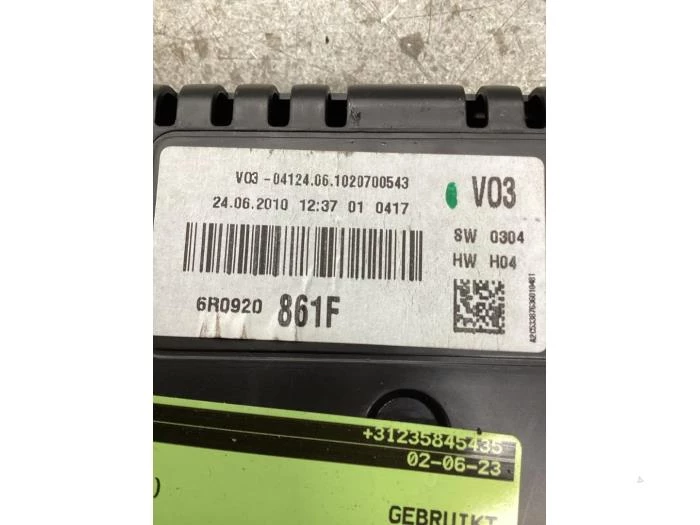 V03 -04124.06.1020700543
24.06.2010 12:37 01 0417
V03
SW 0304
HW H04
6R0920 861F
A2C53387636010481
+31235845435
02-06-23
)
GEBRUIKT